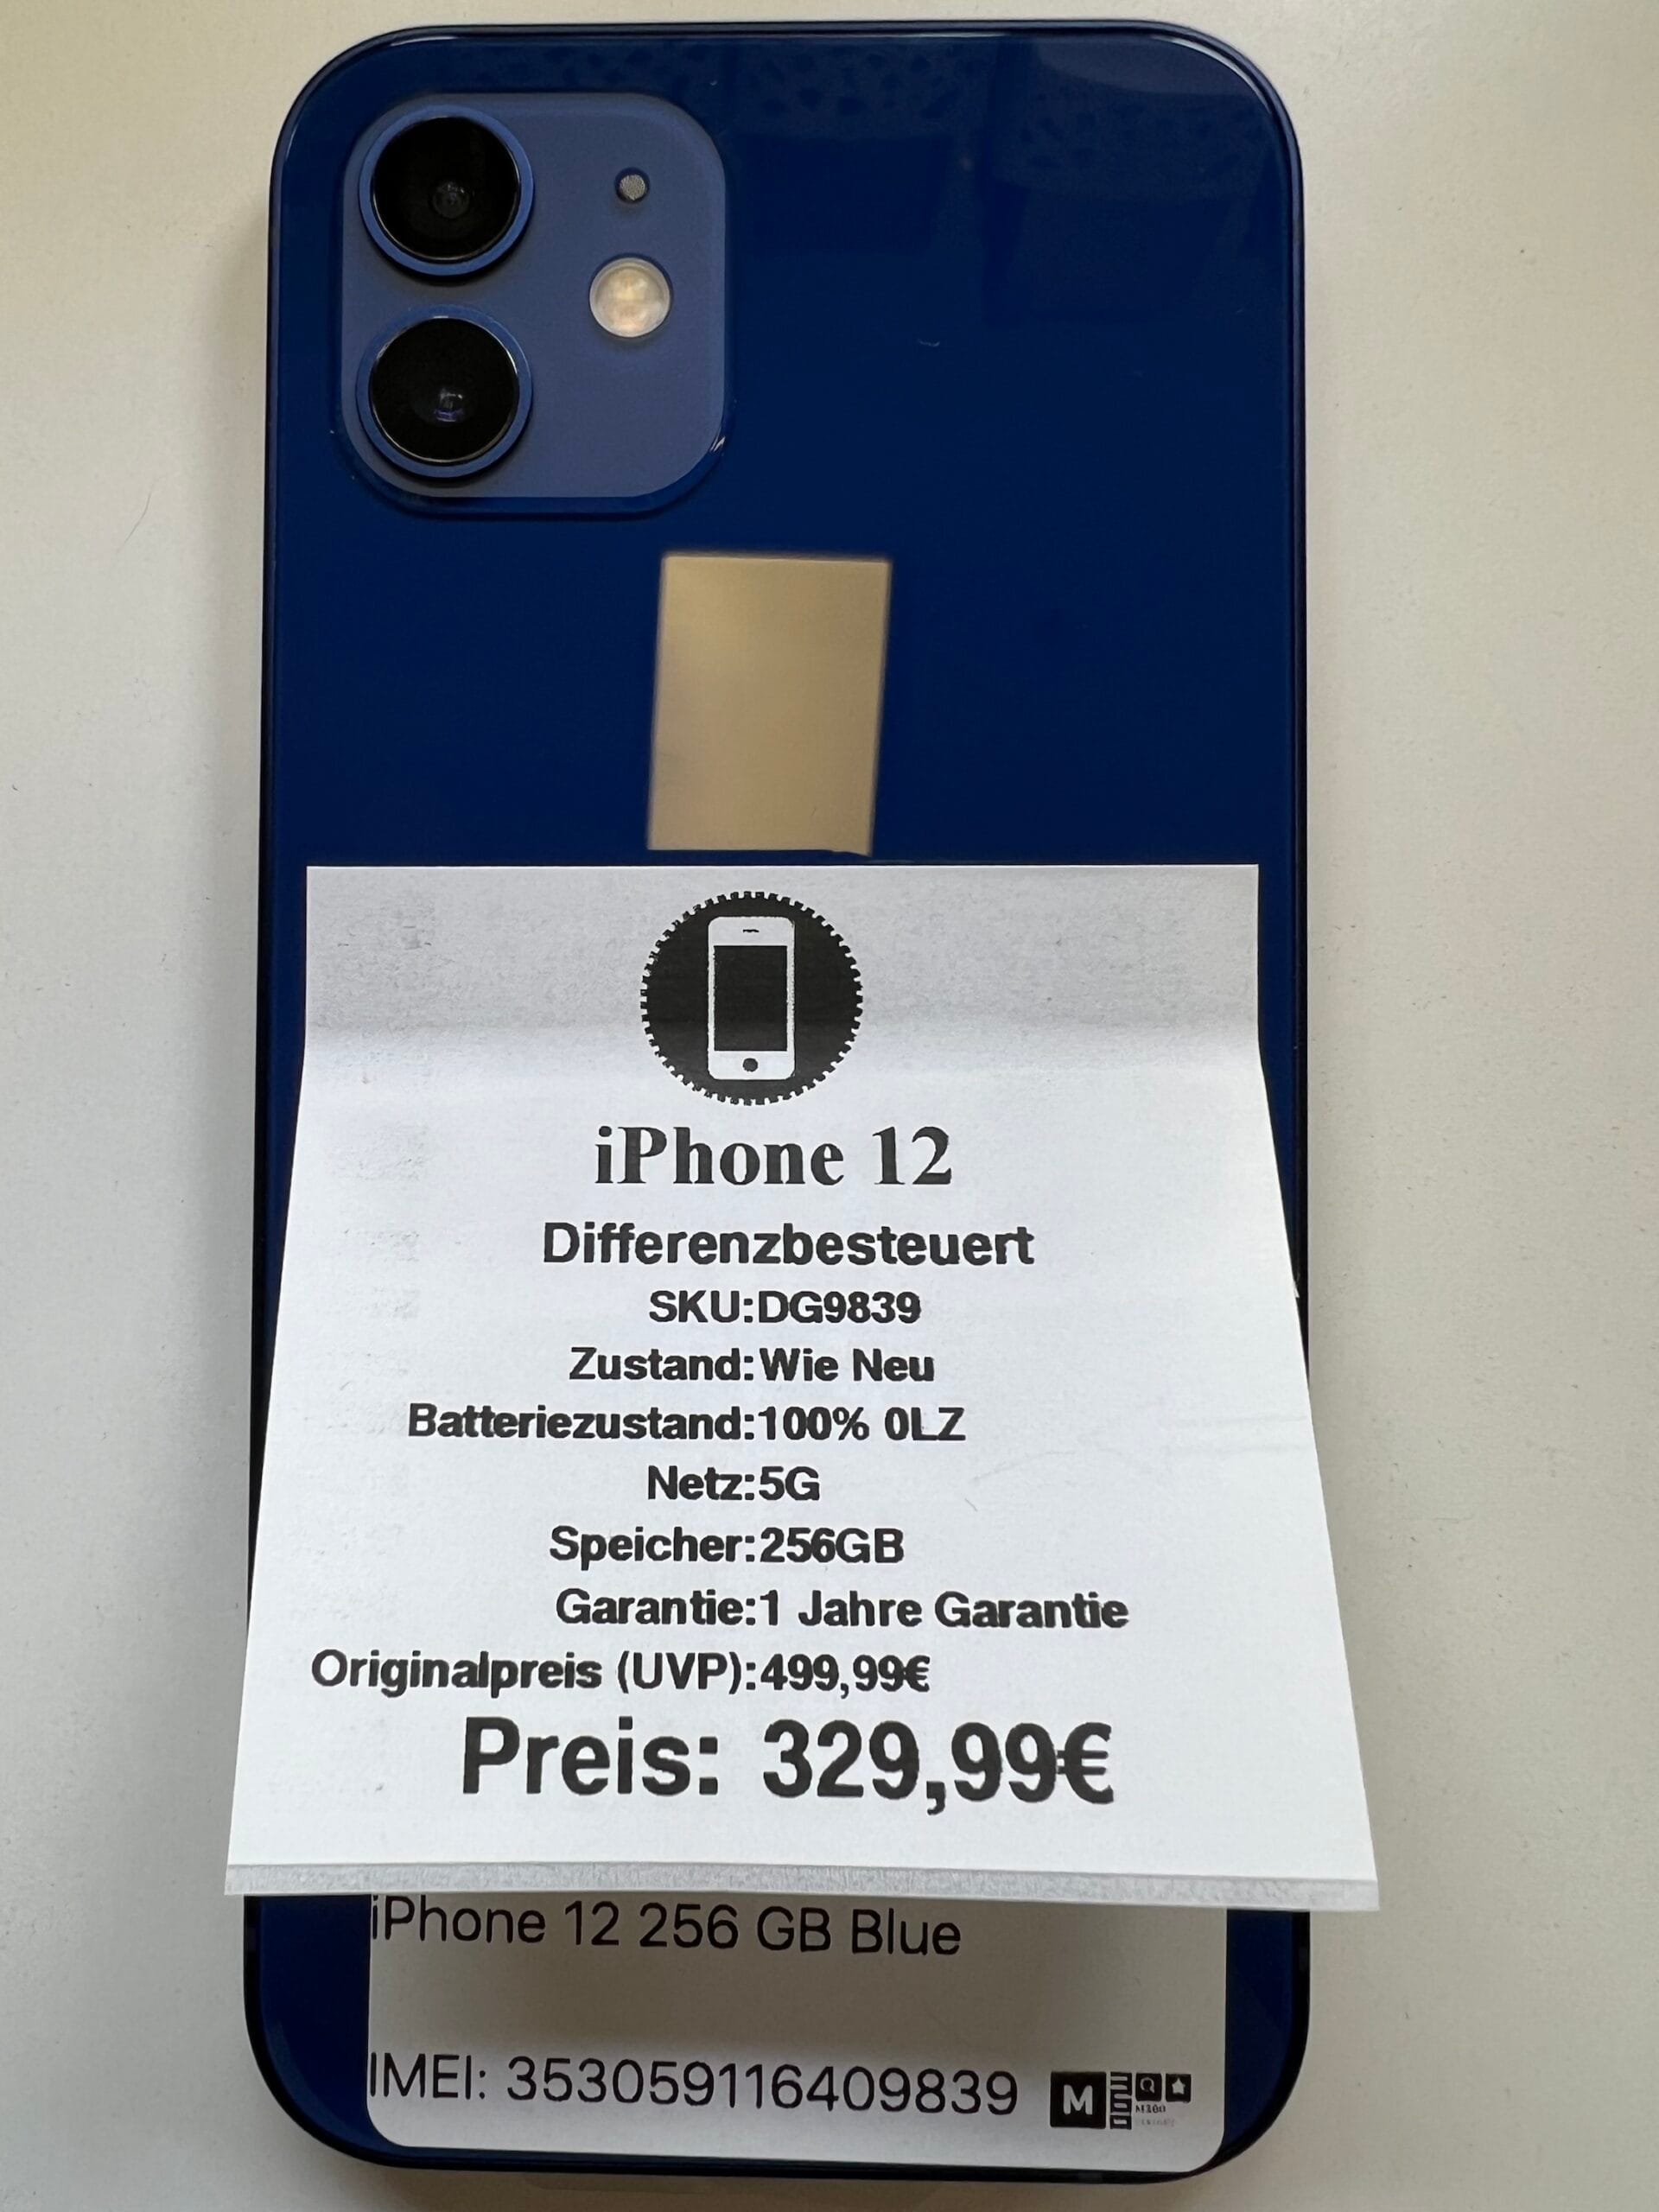 iPhone 12
Differenzbesteuert
SKU:DG9839
Zustand:Wie Neu
Batteriezustand:100% 0LZ
Netz:5G
Speicher:256GB
Garantie:1 Jahre Garantie
Originalpreis (UVP):499,99€
Preis: 329,99€
iPhone 12 256 GB Blue
IMEI: 353059116409839
M
M360